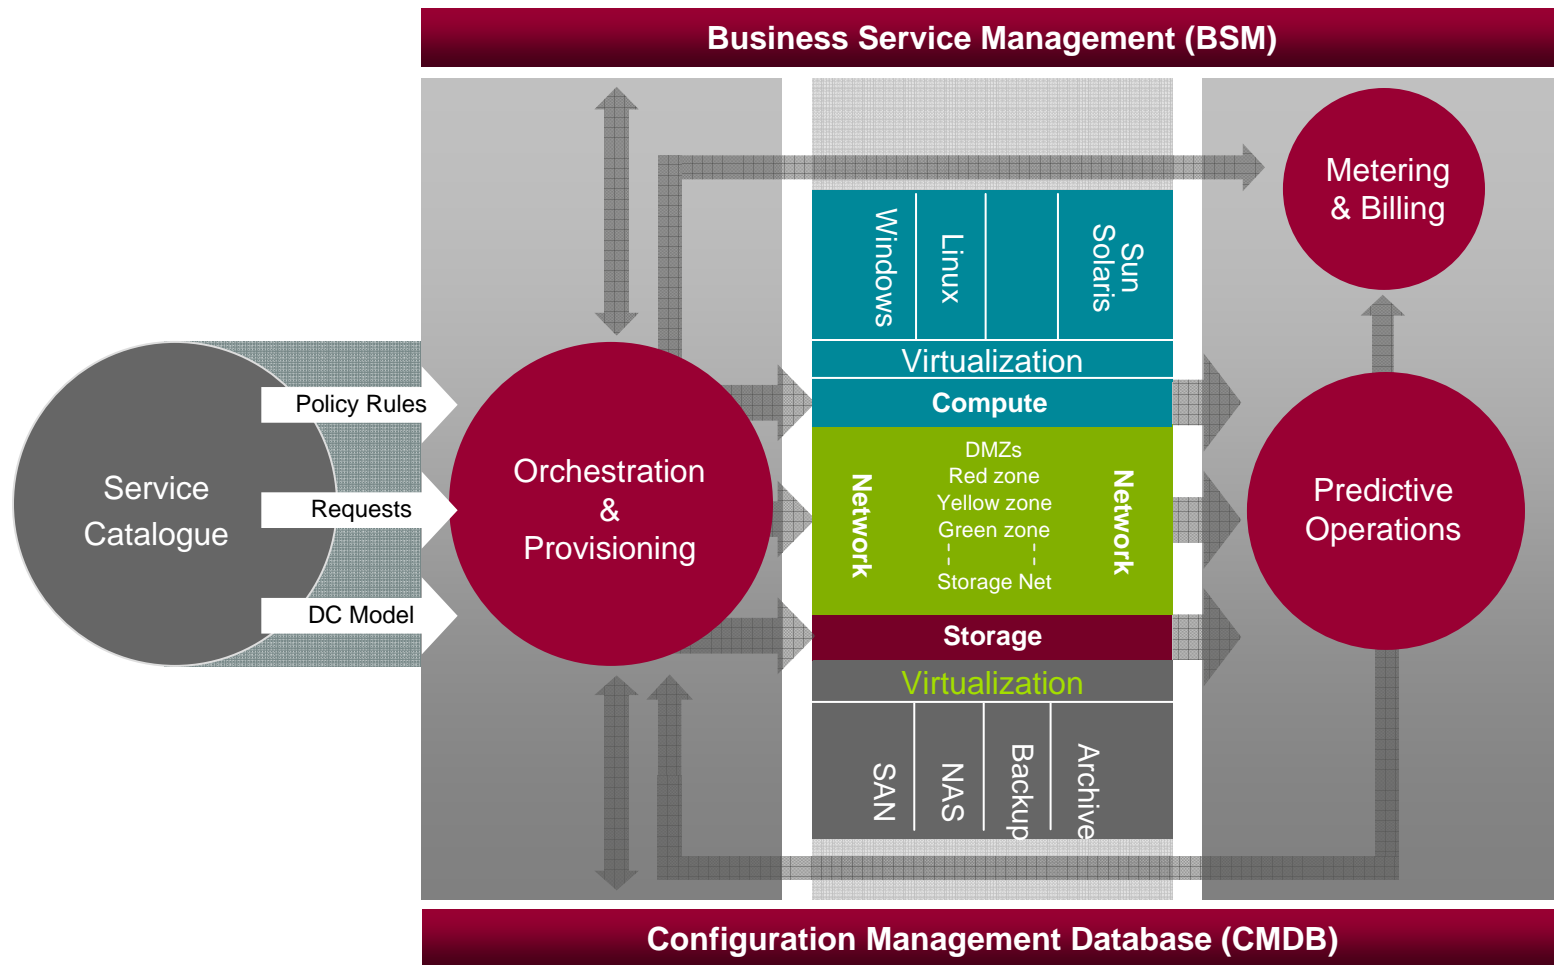 Business Service Management (BSM)
Metering
& Billing
Windows
Linux
Sun
Solaris
Virtualization
Compute
Policy Rules
Requests
DC Model
Service
Catalogue
Orchestration
&
Provisioning
Network
DMZs
Red zone
Yellow zone
Green zone
Storage Net
Network
Predictive
Operations
Storage
Virtualization
SAN
NAS
Backup
Archive
Configuration Management Database (CMDB)